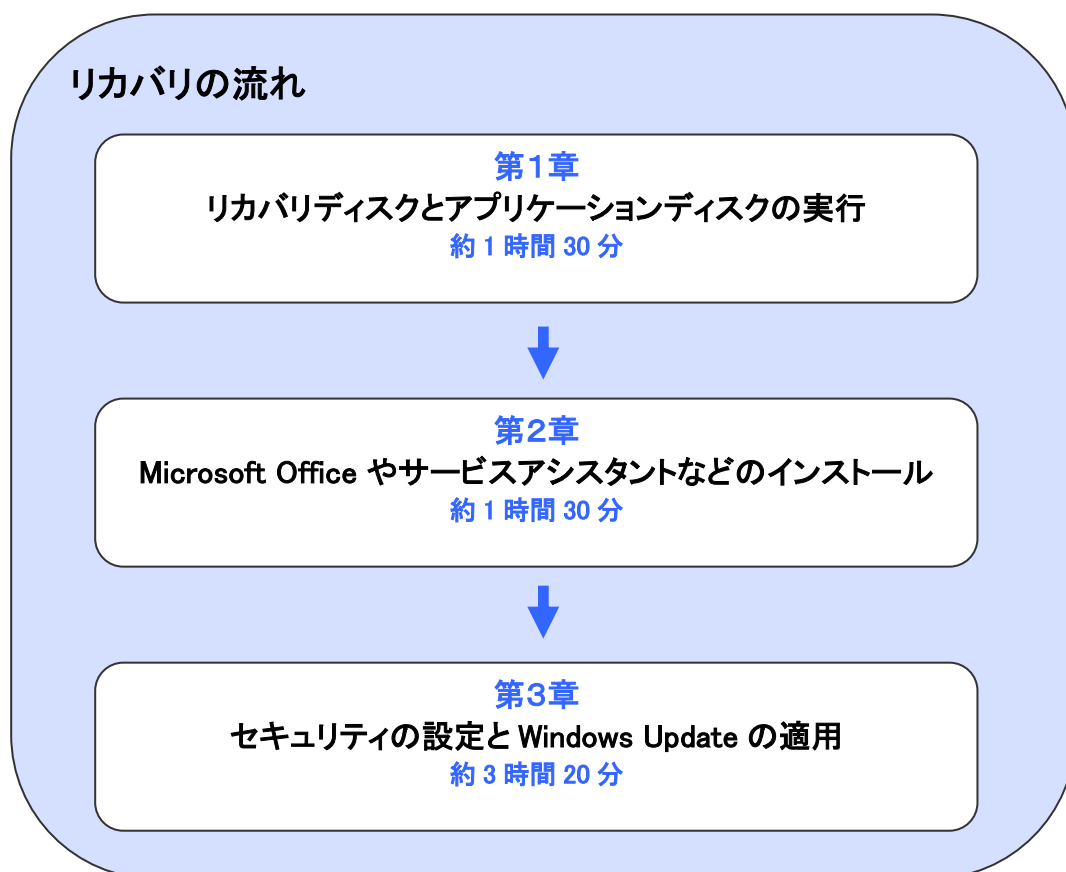 リカバリの流れ
第1章
リカバリディスクとアプリケーションディスクの実行
約 1 時間 30 分
第2章
Microsoft Office やサービスアシスタントなどのインストール
約 1 時間 30 分
第3章
セキュリティの設定と Windows Update の適用
約 3 時間 20 分